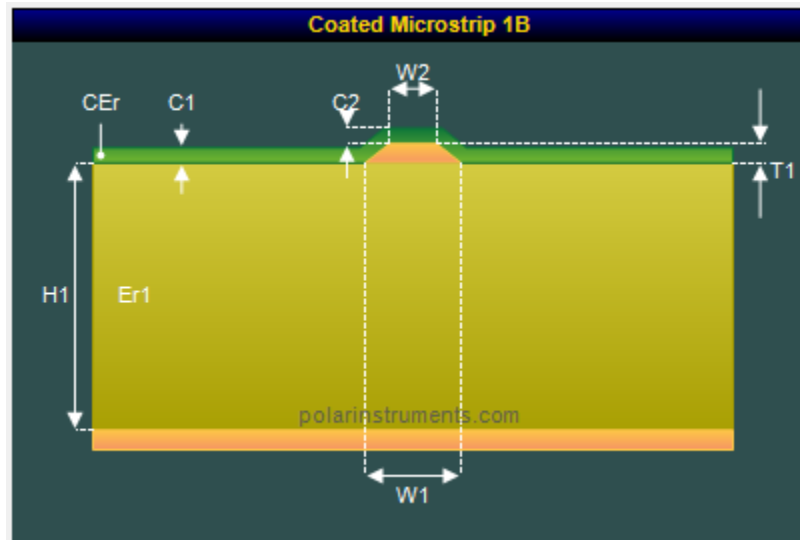 Coated Microstrip 1B
W2
CEr C1 C2
T1
H1 Er1
polarinstruments.com
W1